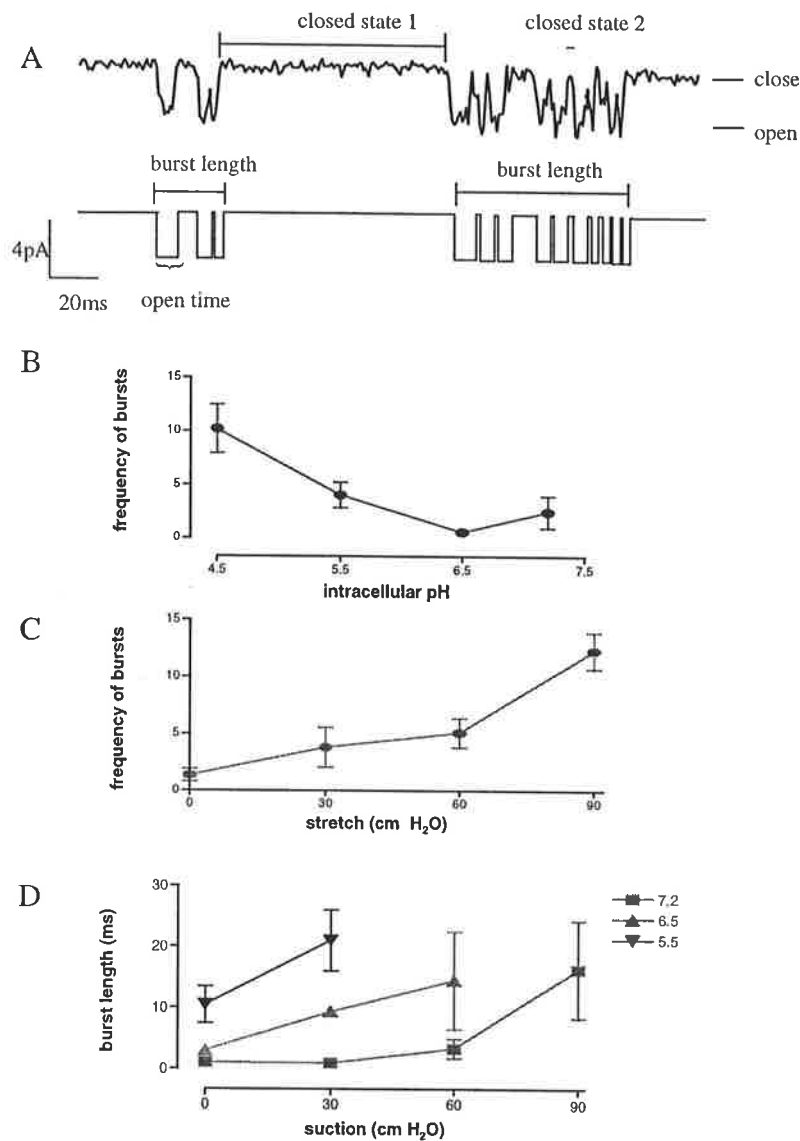 A
closed state 1
closed state 2
close
open
burst length
burst length
4pA
20ms
open time
B
frequency of bursts
15
10
5
0
4.5
5.5
6.5
7.5
intracellular pH
C
frequency of bursts
15
10
5
0
0
30
60
90
stretch (cm H₂O)
D
burst length (ms)
30
20
10
0
0
30
60
90
suction (cm H₂O)
7.2
6.5
5.5